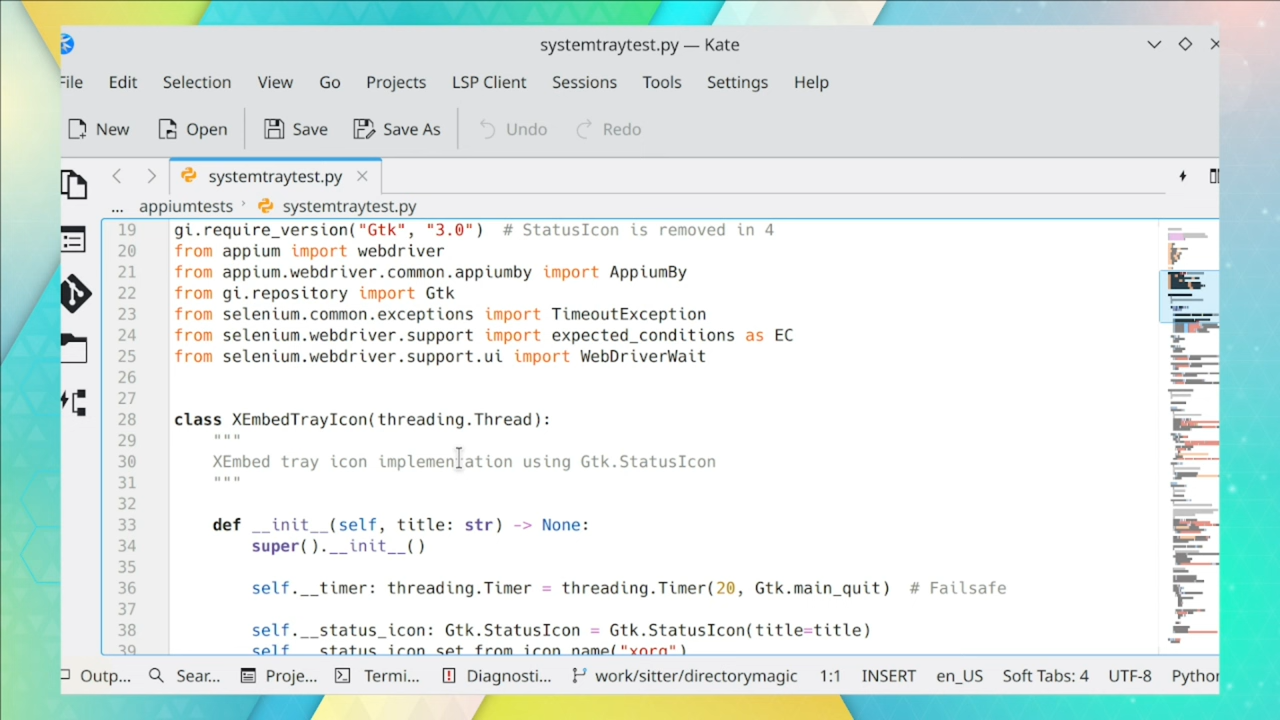 systemtraytest.py — Kate
File Edit Selection View Go Projects LSP Client Sessions Tools Settings Help
New Open Save Save As Undo Redo
systemtraytest.py
... appiumtests systemtraytest.py
19 gi.require_version("Gtk", "3.0")  # StatusIcon is removed in 4
20 from appium import webdriver
21 from appium.webdriver.common.appiumby import AppiumBy
22 from gi.repository import Gtk
23 from selenium.common.exceptions import TimeoutException
24 from selenium.webdriver.support import expected_conditions as EC
25 from selenium.webdriver.support.ui import WebDriverWait
26
27
28 class XEmbedTrayIcon(threading.Thread):
29     """
30     XEmbed tray icon implementation using Gtk.StatusIcon
31     """
32
33     def __init__(self, title: str) -> None:
34         super().__init__()
35
36         self.__timer: threading.Timer = threading.Timer(20, Gtk.main_quit)  # Failsafe
37
38         self.__status_icon: Gtk.StatusIcon = Gtk.StatusIcon(title=title)
39         self.__status_icon.set_from_icon_name("xorg")
Outp... Sear... Proje... Termi... Diagnosti... work/sitter/directorymagic 1:1 INSERT en_US Soft Tabs: 4 UTF-8 Python